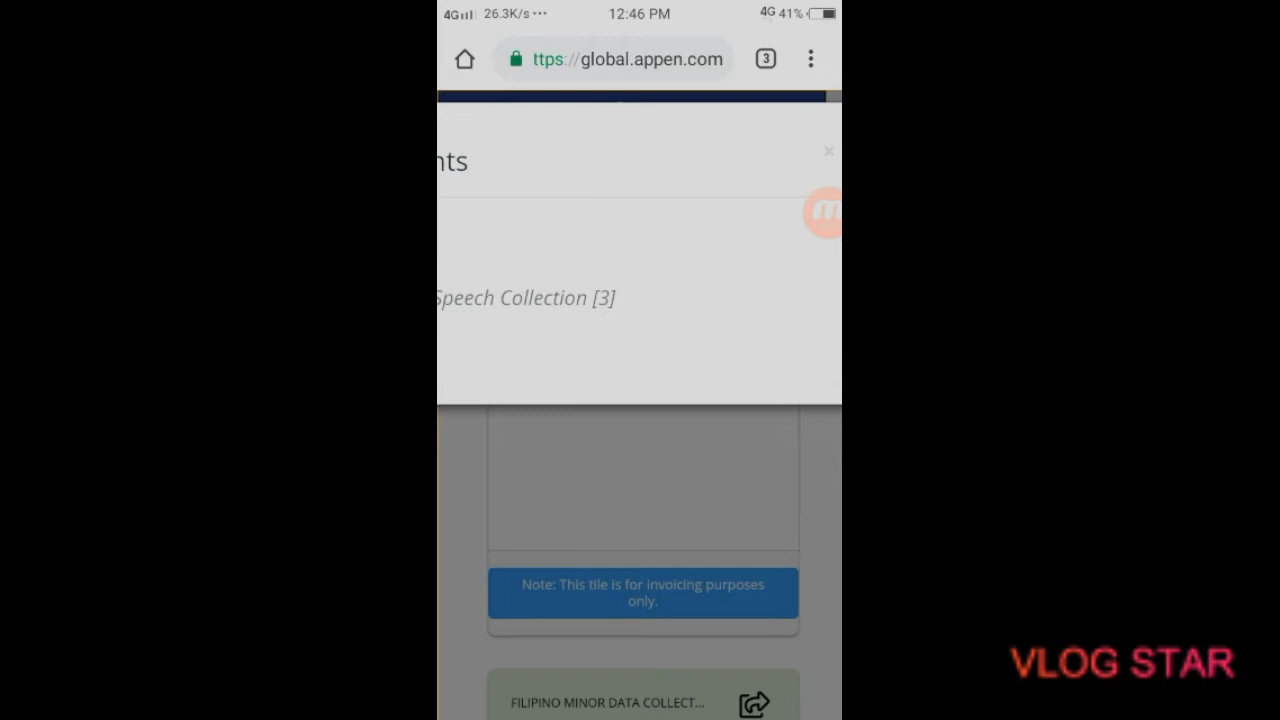 4G 26.3K/s ··· 12:46 PM 4G 41%
ttps://global.appen.com 3
nts ×
Speech Collection [3]
Note: This tile is for invoicing purposes
only.
FILIPINO MINOR DATA COLLECT...
VLOG STAR